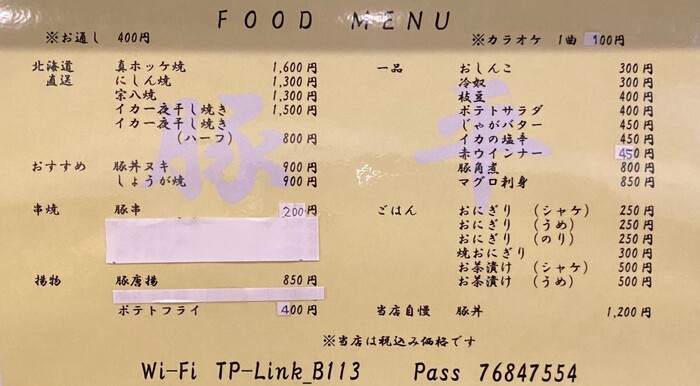 FOOD MENU
※お通し 400円
※カラオケ 1曲 100円
北海道 真ホッケ焼 1,600円
直送 にしん焼 1,300円
宗八焼 1,300円
イカ一夜干し焼き 1,500円
イカ一夜干し焼き
(ハーフ) 800円
おすすめ 豚丼ヌキ 900円
しょうが焼 900円
串焼 豚串 200円
揚物 豚唐揚 850円
ポテトフライ 400円
一品 おしんこ 300円
冷奴 300円
枝豆 400円
ポテトサラダ 400円
じゃがバター 450円
イカの塩辛 450円
赤ウインナー 450円
豚角煮 800円
マグロ刺身 850円
ごはん おにぎり (シャケ) 250円
おにぎり (うめ) 250円
おにぎり (のり) 250円
焼おにぎり 300円
お茶漬け (シャケ) 500円
お茶漬け (うめ) 500円
当店自慢 豚丼 1,200円
※当店は税込み価格です
Wi-Fi TP-Link_B113 Pass 76847554
豚 幸